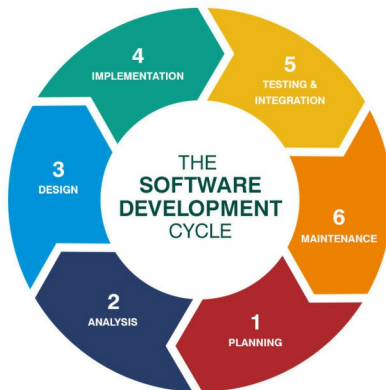 THE
SOFTWARE
DEVELOPMENT
CYCLE
1
PLANNING
2
ANALYSIS
3
DESIGN
4
IMPLEMENTATION
5
TESTING &
INTEGRATION
6
MAINTENANCE